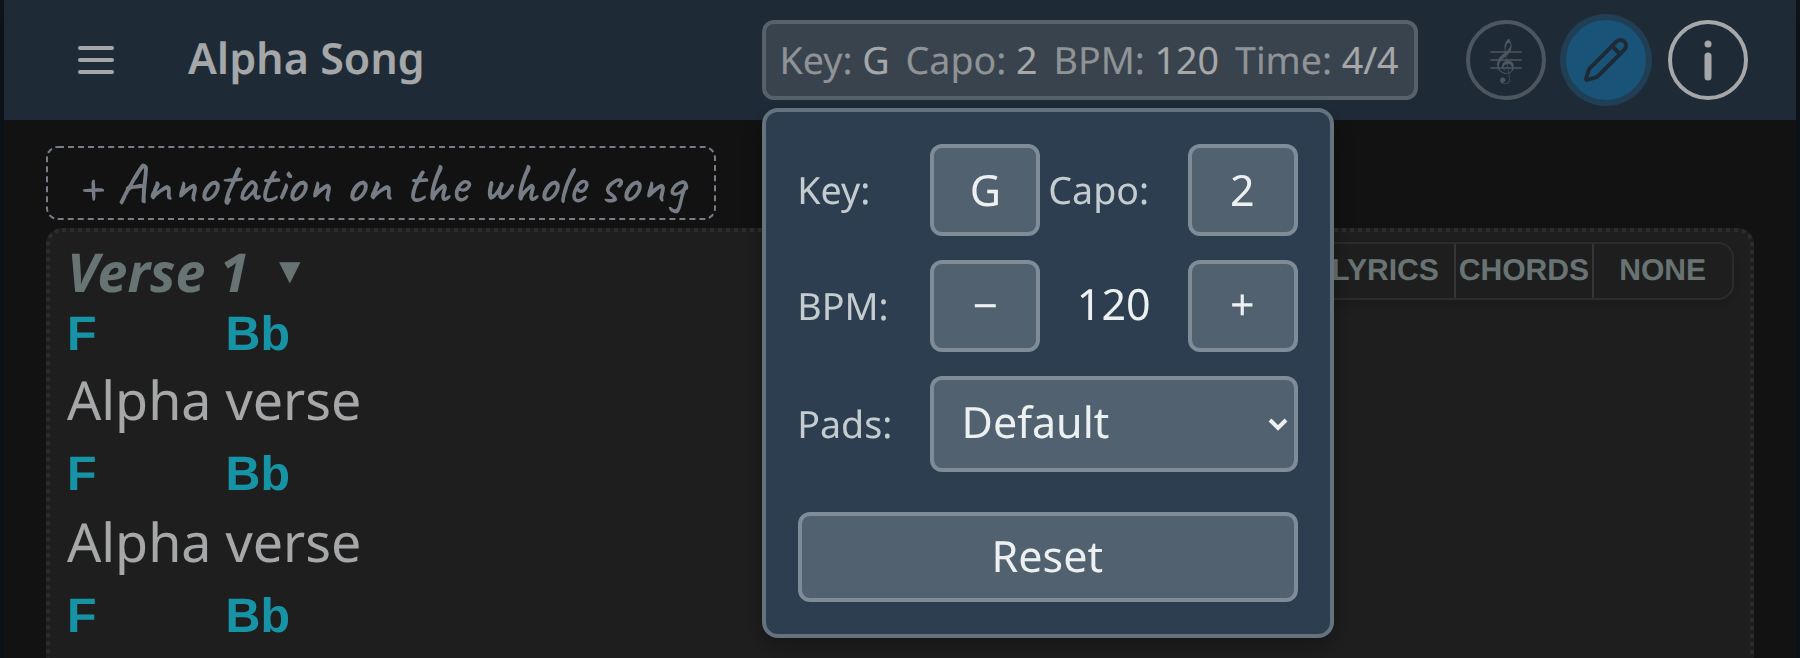 Alpha Song
Key: G Capo: 2 BPM: 120 Time: 4/4
+ Annotation on the whole song
Key: G Capo: 2
BPM: − 120 +
Pads: Default
Reset
Verse 1 ▼
LYRICS CHORDS NONE
F Bb
Alpha verse
F Bb
Alpha verse
F Bb